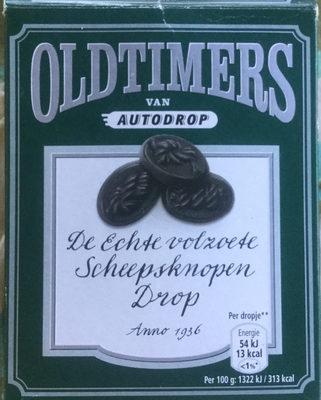 OLDTIMERS
VAN
AUTODROP
De Echte volzoete
Scheepsknopen
Drop
Anno 1936
Per dropje**
Energie
54 kJ
13 kcal
<1%*
Per 100 g: 1322 kJ / 313 kcal